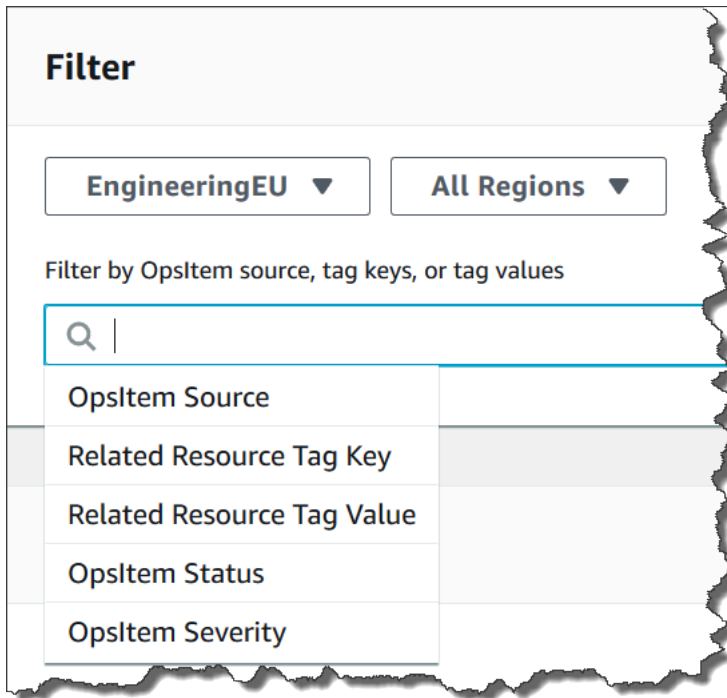 Filter
EngineeringEU
All Regions
Filter by OpsItem source, tag keys, or tag values
OpsItem Source
Related Resource Tag Key
Related Resource Tag Value
OpsItem Status
OpsItem Severity